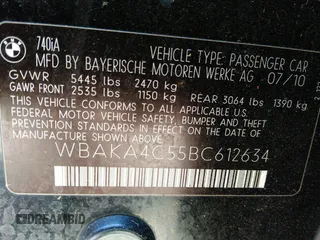 740iA
VEHICLE TYPE: PASSENGER CAR
MFD BY BAYERISCHE MOTOREN WERKE AG 07/10
GVWR 5445 lbs 2470 kg
GAWR FRONT 2535 lbs 1150 kg REAR 3064 lbs 1390 kg
THIS VEHICLE CONFORMS TO ALL APPLICABLE U.S.
FEDERAL MOTOR VEHICLE SAFETY, BUMPER AND THEFT
PREVENTION STANDARDS IN EFFECT ON THE DATE OF
MANUFACTURE SHOWN ABOVE.
WBAKA4C55BC612634
DREAMBID